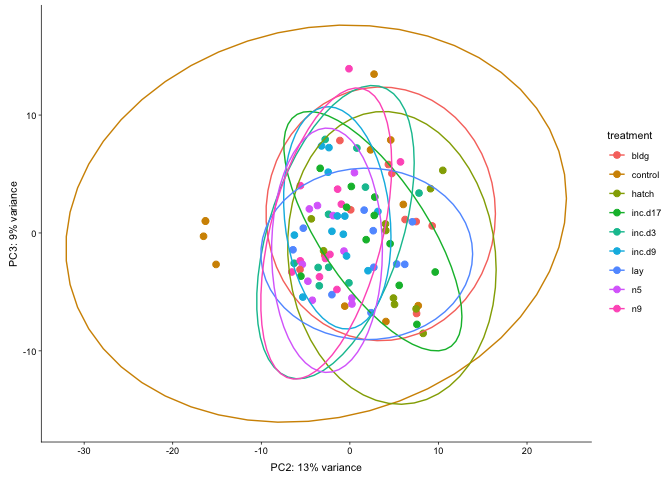 PC3: 9% variance
10
0
-10
-30
-20
-10
0
10
20
PC2: 13% variance
treatment
bldg
control
hatch
inc.d17
inc.d3
inc.d9
lay
n5
n9